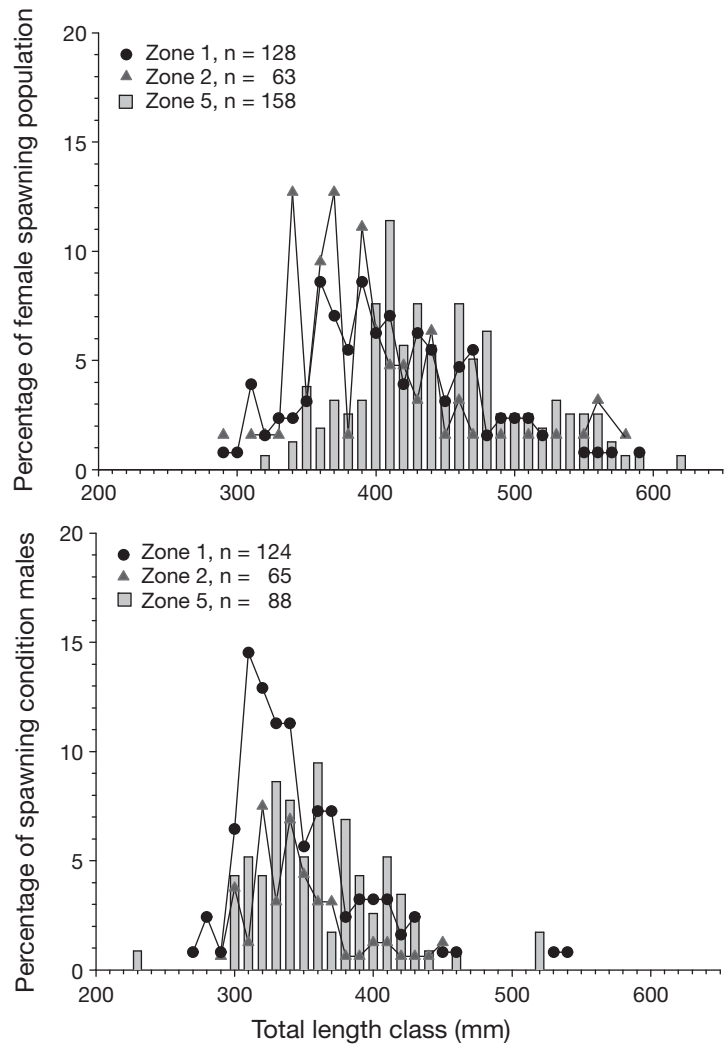 Percentage of female spawning population
20
15
10
5
0
Zone 1, n = 128
Zone 2, n = 63
Zone 5, n = 158
200 300 400 500 600
Percentage of spawning condition males
20
15
10
5
0
Zone 1, n = 124
Zone 2, n = 65
Zone 5, n = 88
200 300 400 500 600
Total length class (mm)